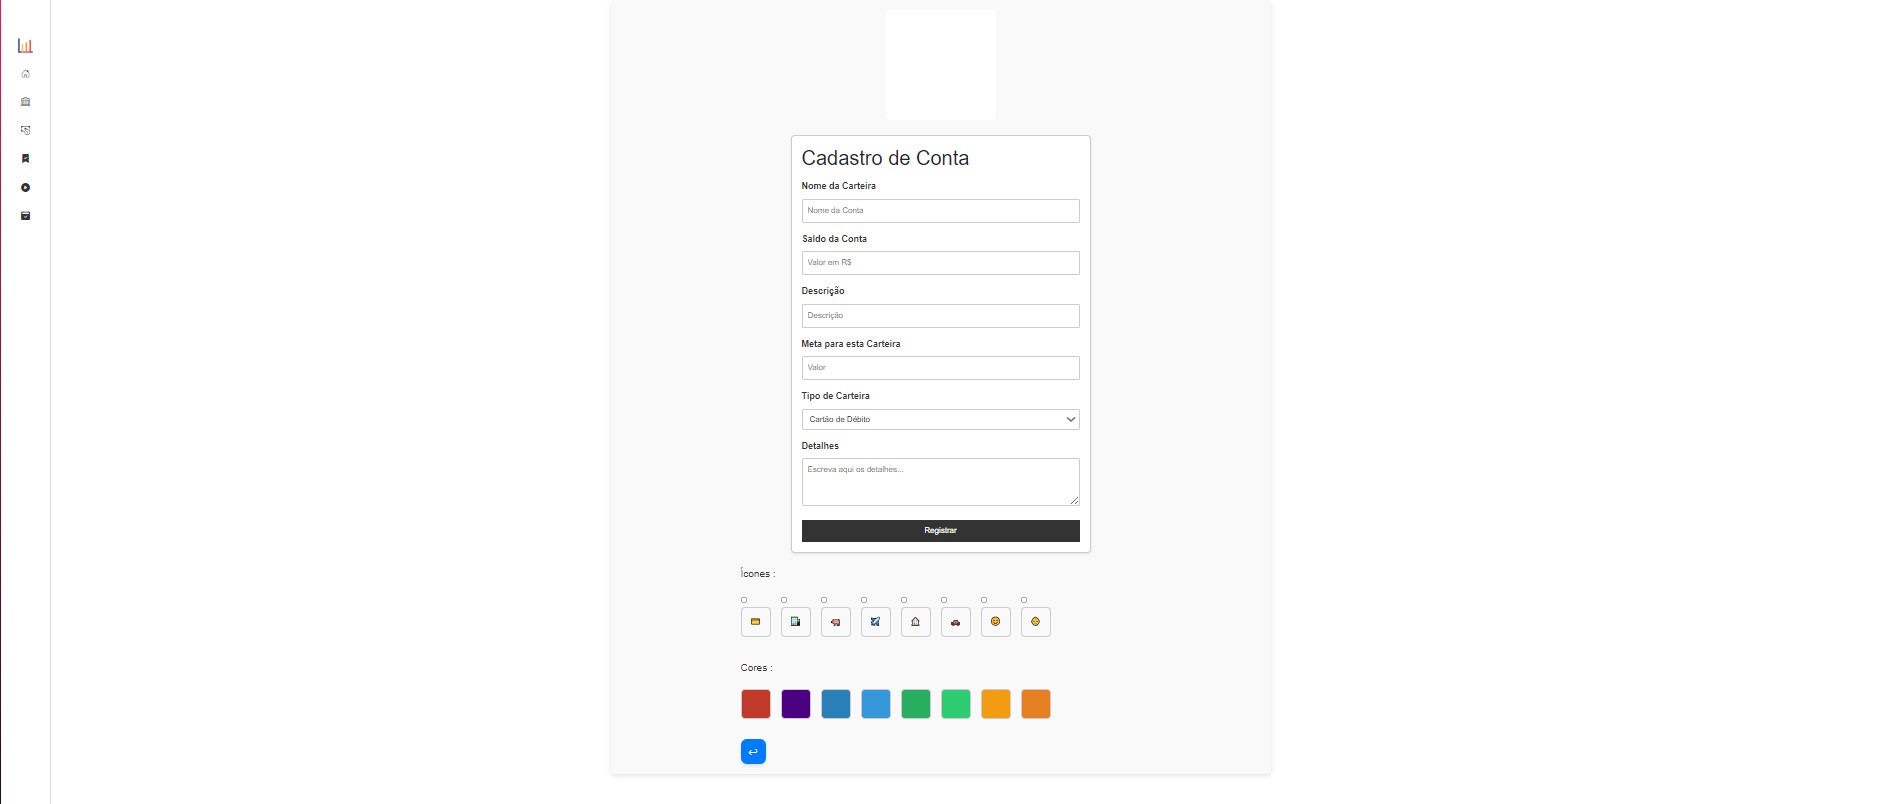 Cadastro de Conta
Nome da Carteira
Nome da Conta
Saldo da Conta
Valor em R$
Descrição
Descrição
Meta para esta Carteira
Valor
Tipo de Carteira
Cartão de Débito
Detalhes
Escreva aqui os detalhes...
Registrar
Ícones :
Cores :